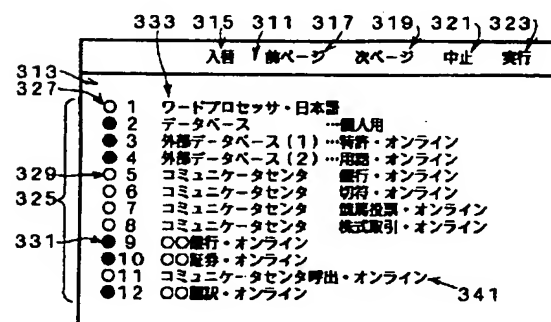 333 315 311 317 319 321 323
入替 前ページ 次ページ 中止 実行
313
327
○ 1 ワードプロセッサ・日本語
● 2 データベース …個人用
● 3 外部データベース(1)…特許・オンライン
● 4 外部データベース(2)…用語・オンライン
329 ○ 5 コミュニケータセンタ 銀行・オンライン
325 ○ 6 コミュニケータセンタ 切符・オンライン
○ 7 コミュニケータセンタ 競馬投票・オンライン
○ 8 コミュニケータセンタ 株式取引・オンライン
331 ● 9 ○○銀行・オンライン
●10 ○○証券・オンライン
○11 コミュニケータセンタ呼出・オンライン
●12 ○○翻訳・オンライン 341